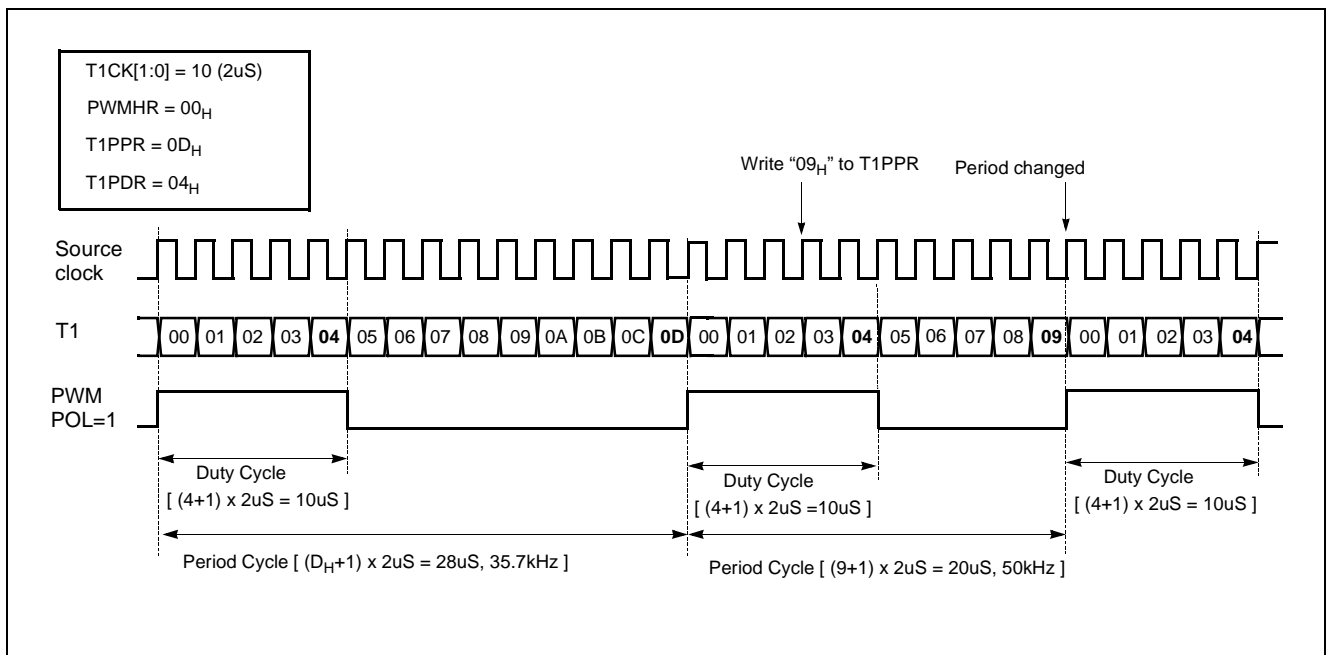 T1CK[1:0] = 10 (2uS)
PWMHR = 00H
T1PPR = 0DH
T1PDR = 04H
Write “09H” to T1PPR
Period changed
Source
clock
T1
00 01 02 03 04 05 06 07 08 09 0A 0B 0C 0D 00 01 02 03 04 05 06 07 08 09 00 01 02 03 04
PWM
POL=1
Duty Cycle
[ (4+1) x 2uS = 10uS ]
Duty Cycle
[ (4+1) x 2uS =10uS ]
Duty Cycle
[ (4+1) x 2uS = 10uS ]
Period Cycle [ (DH+1) x 2uS = 28uS, 35.7kHz ]
Period Cycle [ (9+1) x 2uS = 20uS, 50kHz ]